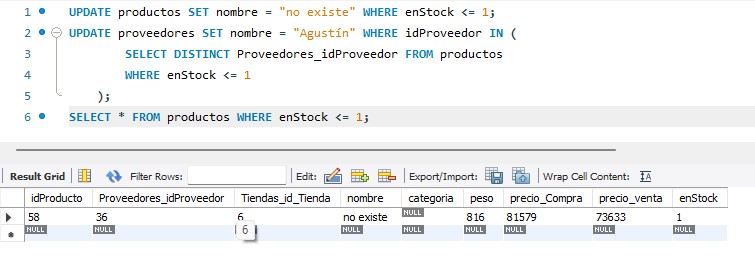 1 UPDATE productos SET nombre = "no existe" WHERE enStock <= 1;
2 UPDATE proveedores SET nombre = "Agustín" WHERE idProveedor IN (
3 SELECT DISTINCT Proveedores_idProveedor FROM productos
4 WHERE enStock <= 1
5 );
6 SELECT * FROM productos WHERE enStock <= 1;
Result Grid Filter Rows: Edit: Export/Import: Wrap Cell Content: IA
idProducto Proveedores_idProveedor Tiendas_id_Tienda nombre categoria peso precio_Compra precio_venta enStock
58 36 6 no existe NULL 816 81579 73633 1
NULL NULL NULL NULL NULL NULL NULL NULL NULL
6